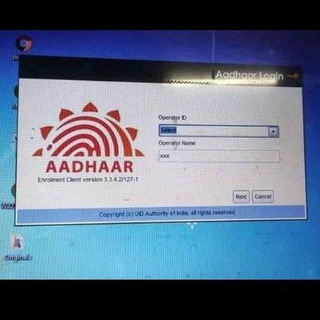 Aadhaar Login
Operator ID
Select
Operator Name
xxx
AADHAAR
Enrolment Client version 3.3.4.2/127-1
Next Cancel
Copyright (c) UID Authority of India, all rights reserved
Originals